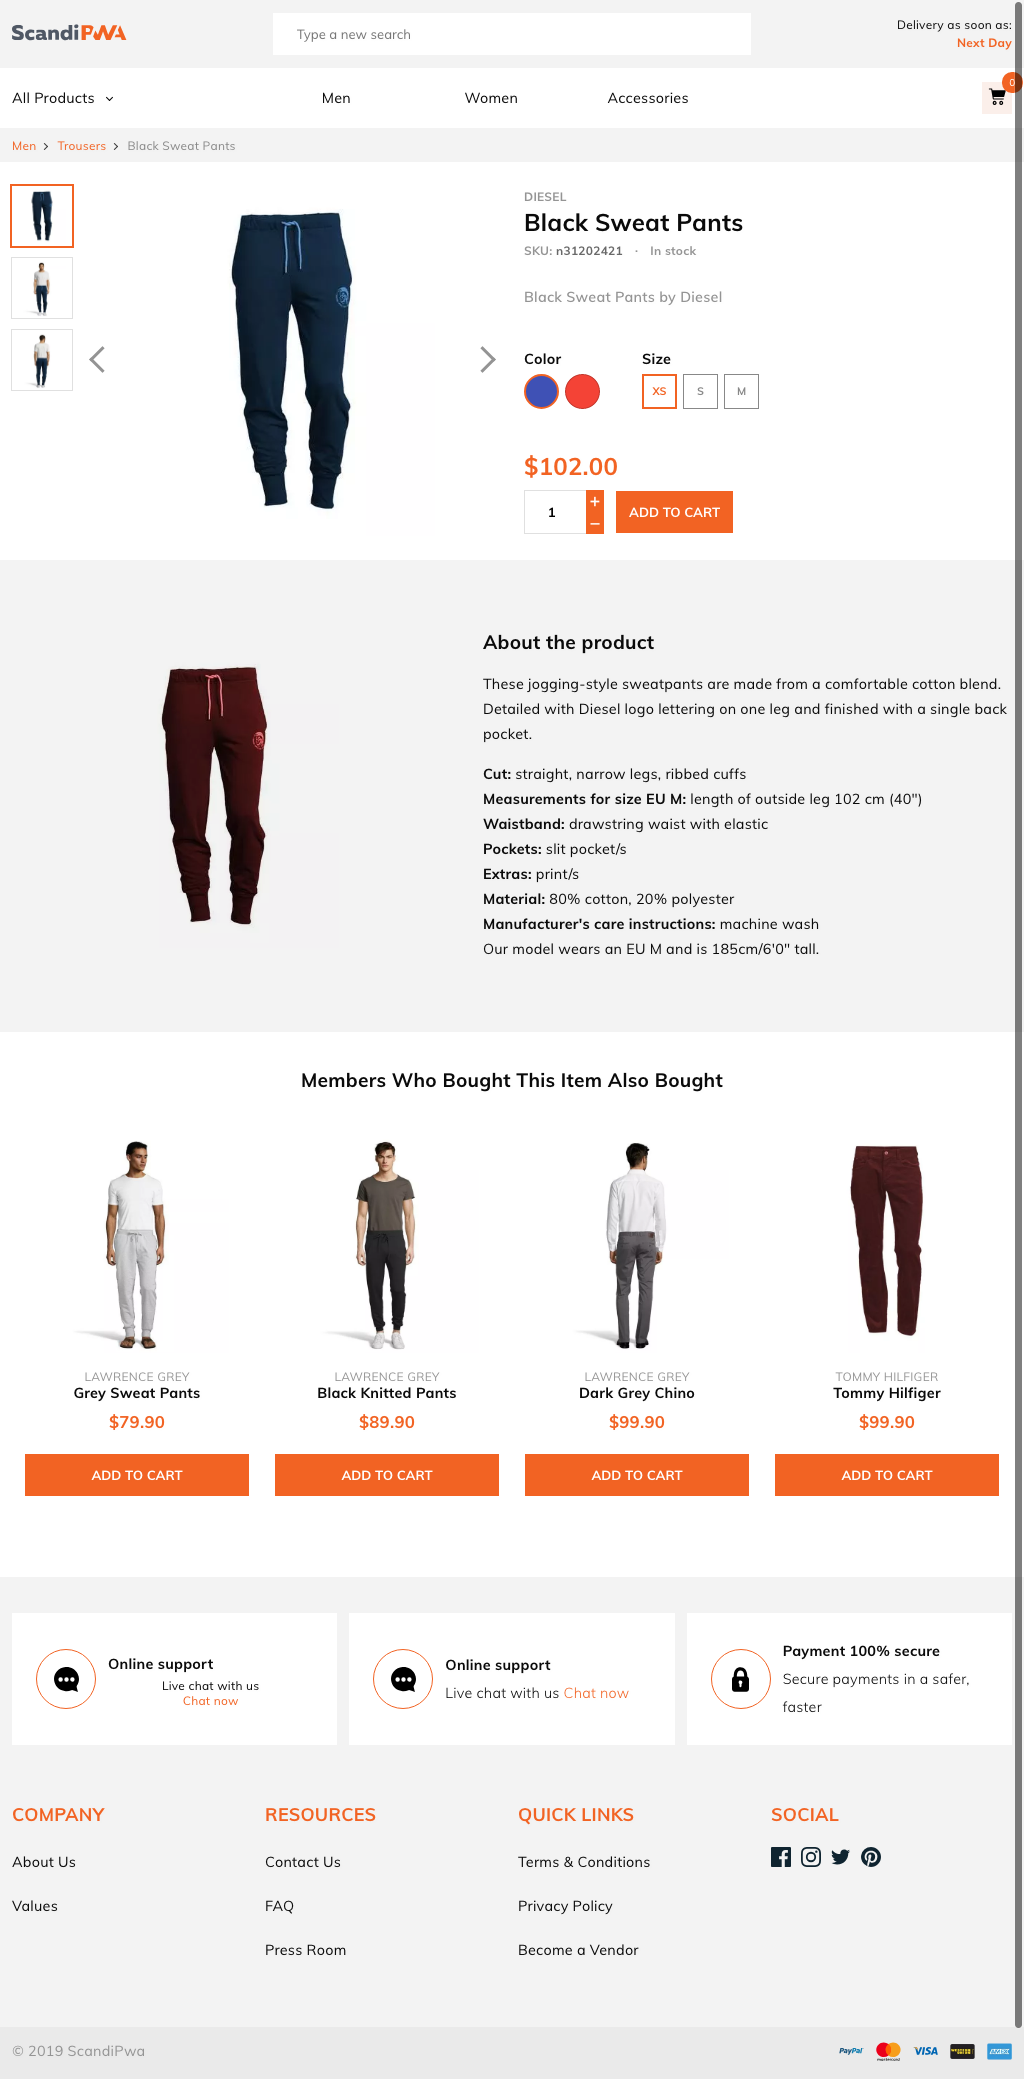 ScandiPWA
Type a new search
Delivery as soon as:
Next Day
All Products
Men
Women
Accessories
0
Men > Trousers > Black Sweat Pants
DIESEL
Black Sweat Pants
SKU: n31202421 · In stock
Black Sweat Pants by Diesel
Color
Size
XS
S
M
$102.00
1
+
−
ADD TO CART
About the product
These jogging-style sweatpants are made from a comfortable cotton blend.
Detailed with Diesel logo lettering on one leg and finished with a single back
pocket.
Cut: straight, narrow legs, ribbed cuffs
Measurements for size EU M: length of outside leg 102 cm (40")
Waistband: drawstring waist with elastic
Pockets: slit pocket/s
Extras: print/s
Material: 80% cotton, 20% polyester
Manufacturer's care instructions: machine wash
Our model wears an EU M and is 185cm/6'0" tall.
Members Who Bought This Item Also Bought
LAWRENCE GREY
Grey Sweat Pants
$79.90
ADD TO CART
LAWRENCE GREY
Black Knitted Pants
$89.90
ADD TO CART
LAWRENCE GREY
Dark Grey Chino
$99.90
ADD TO CART
TOMMY HILFIGER
Tommy Hilfiger
$99.90
ADD TO CART
Online support
Live chat with us
Chat now
Online support
Live chat with us Chat now
Payment 100% secure
Secure payments in a safer,
faster
COMPANY
About Us
Values
RESOURCES
Contact Us
FAQ
Press Room
QUICK LINKS
Terms & Conditions
Privacy Policy
Become a Vendor
SOCIAL
© 2019 ScandiPwa
PayPal
mastercard
VISA
WESTERN UNION
AMEX